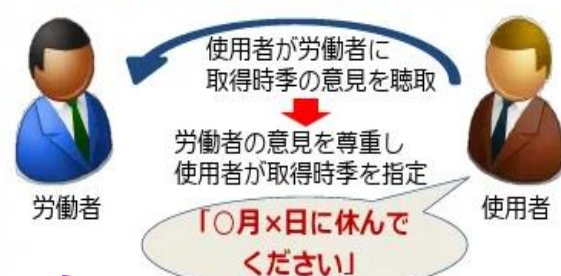 使用者が労働者に
取得時季の意見を聴取
労働者の意見を尊重し
使用者が取得時季を指定
労働者
使用者
「○月×日に休んで
ください」